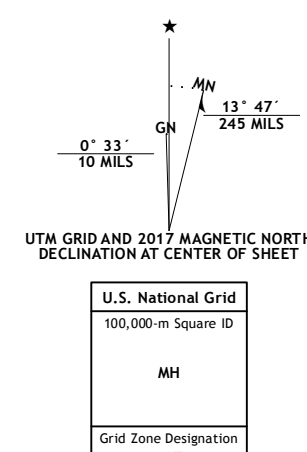 ★
MN
13° 47´
245 MILS
GN
0° 33´
10 MILS
UTM GRID AND 2017 MAGNETIC NORTH
DECLINATION AT CENTER OF SHEET
U.S. National Grid
100,000-m Square ID
MH
Grid Zone Designation